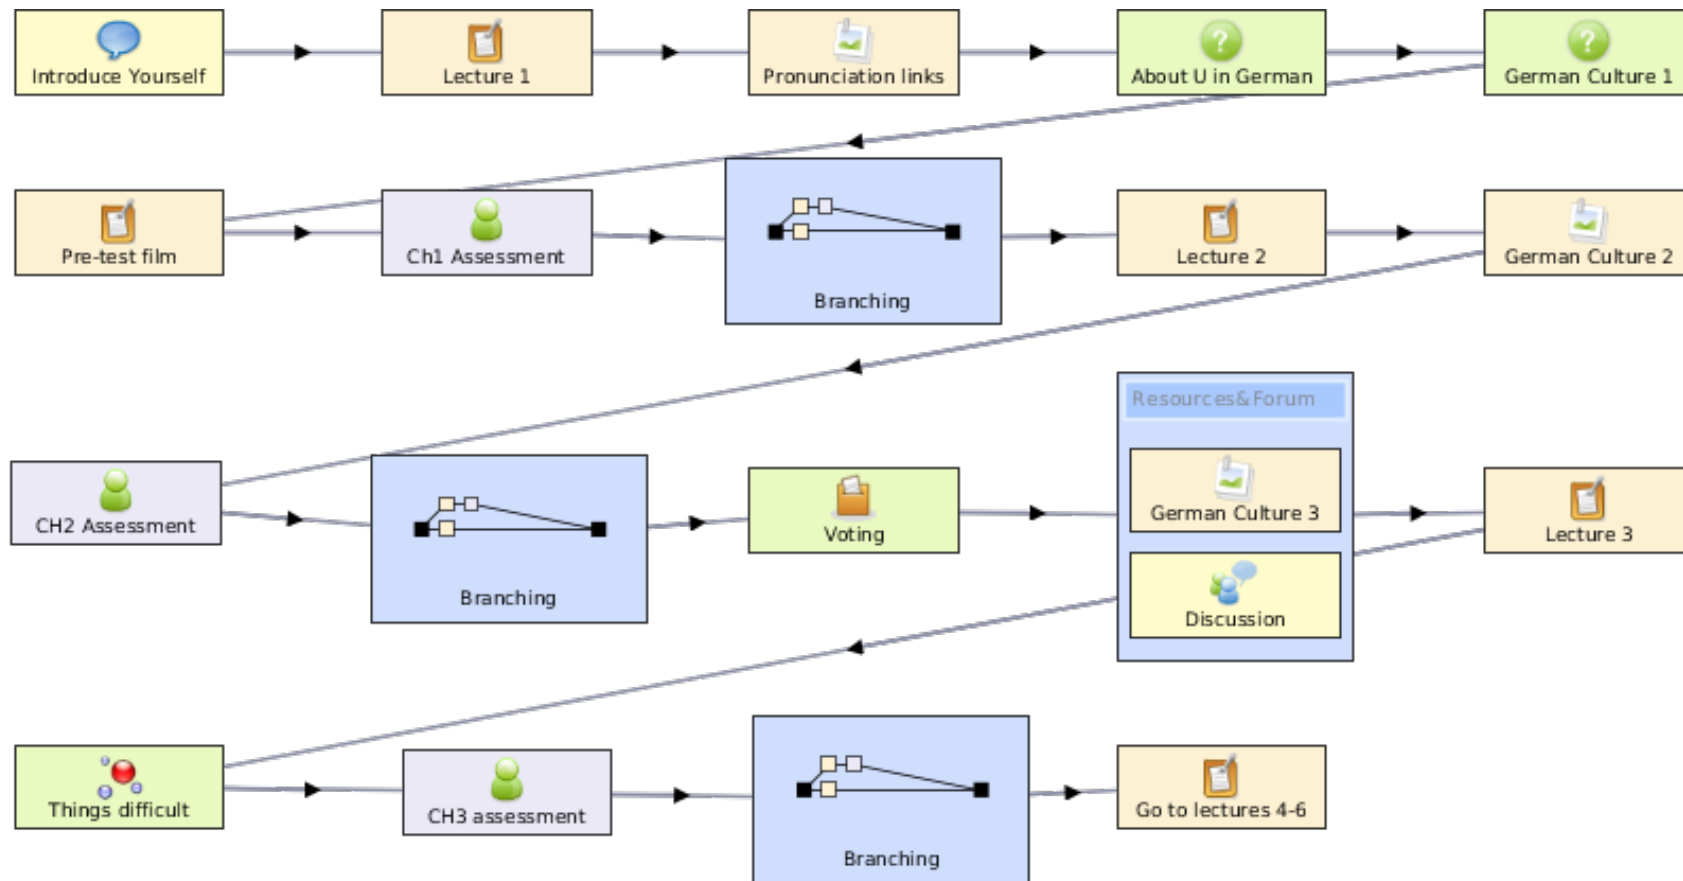 Introduce Yourself
Lecture 1
Pronunciation links
About U in German
German Culture 1
Pre-test film
Ch1 Assessment
Branching
Lecture 2
German Culture 2
CH2 Assessment
Branching
Voting
Resources&Forum
German Culture 3
Discussion
Lecture 3
Things difficult
CH3 assessment
Branching
Go to lectures 4-6